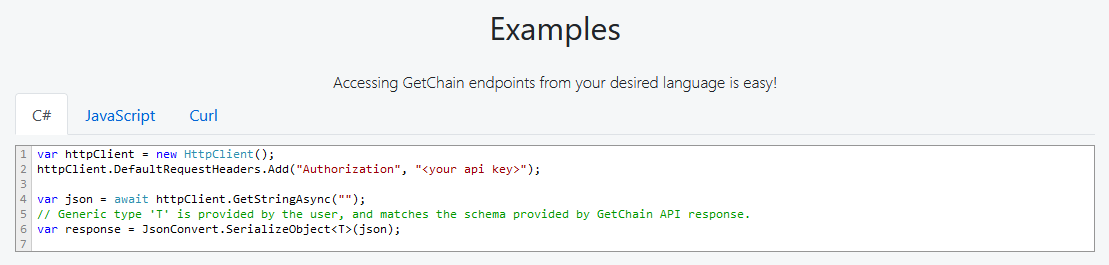 Examples
Accessing GetChain endpoints from your desired language is easy!
C# JavaScript Curl
1 var httpClient = new HttpClient();
2 httpClient.DefaultRequestHeaders.Add("Authorization", "<your api key>");
3
4 var json = await httpClient.GetStringAsync("");
5 // Generic type 'T' is provided by the user, and matches the schema provided by GetChain API response.
6 var response = JsonConvert.SerializeObject<T>(json);
7